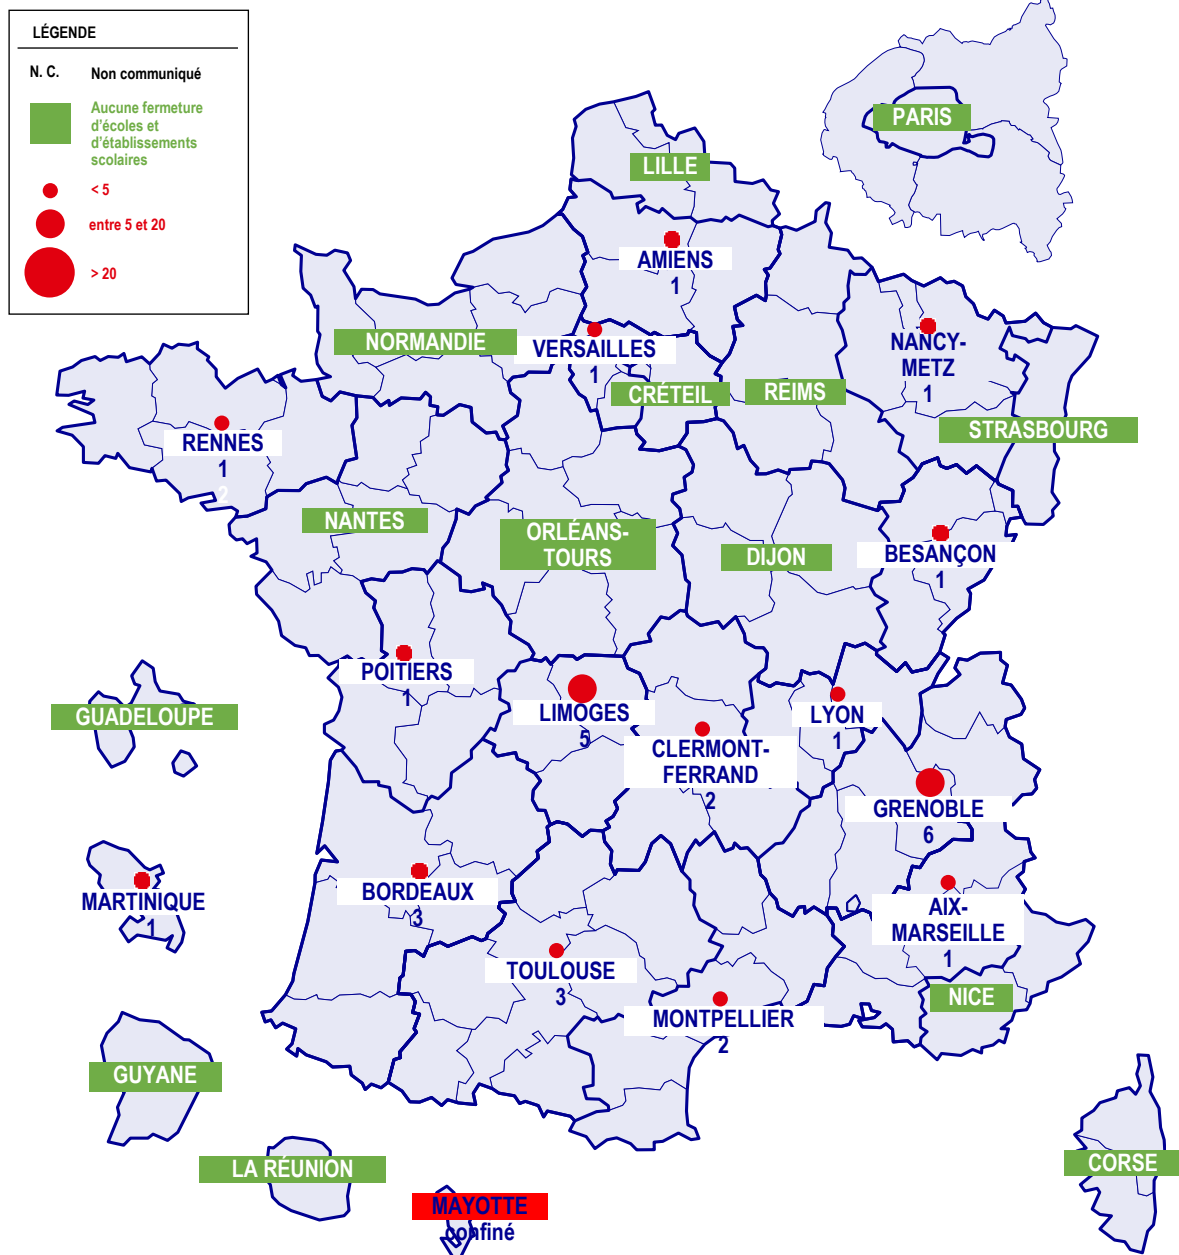 LÉGENDE
N. C. Non communiqué
Aucune fermeture
d'écoles et
d'établissements
scolaires
< 5
entre 5 et 20
> 20
PARIS
LILLE
AMIENS
1
NORMANDIE
VERSAILLES
1
CRÉTEIL
REIMS
NANCY-
METZ
1
STRASBOURG
RENNES
1
2
NANTES
ORLÉANS-
TOURS
DIJON
BESANÇON
1
POITIERS
1
LIMOGES
5
CLERMONT-
FERRAND
2
LYON
1
GRENOBLE
6
GUADELOUPE
MARTINIQUE
1
BORDEAUX
3
TOULOUSE
3
MONTPELLIER
2
AIX-
MARSEILLE
1
NICE
GUYANE
LA RÉUNION
MAYOTTE
confiné
CORSE